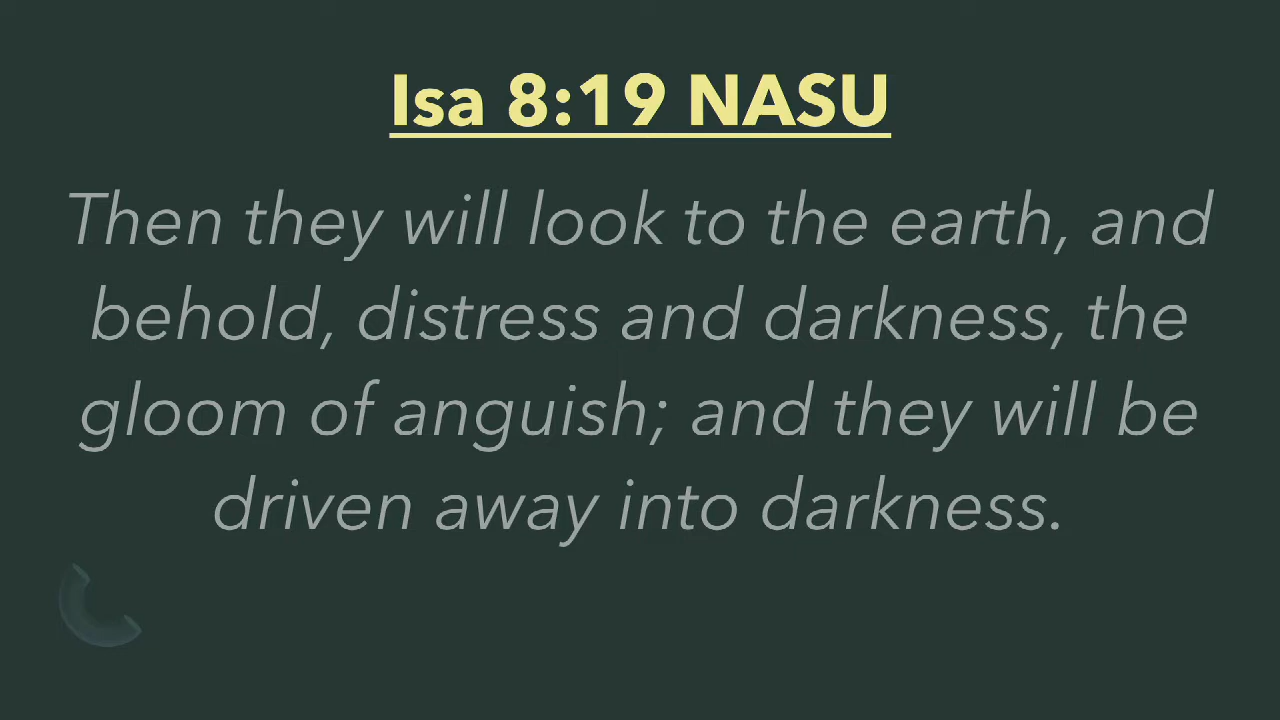 Isa 8:19 NASU
Then they will look to the earth, and
behold, distress and darkness, the
gloom of anguish; and they will be
driven away into darkness.